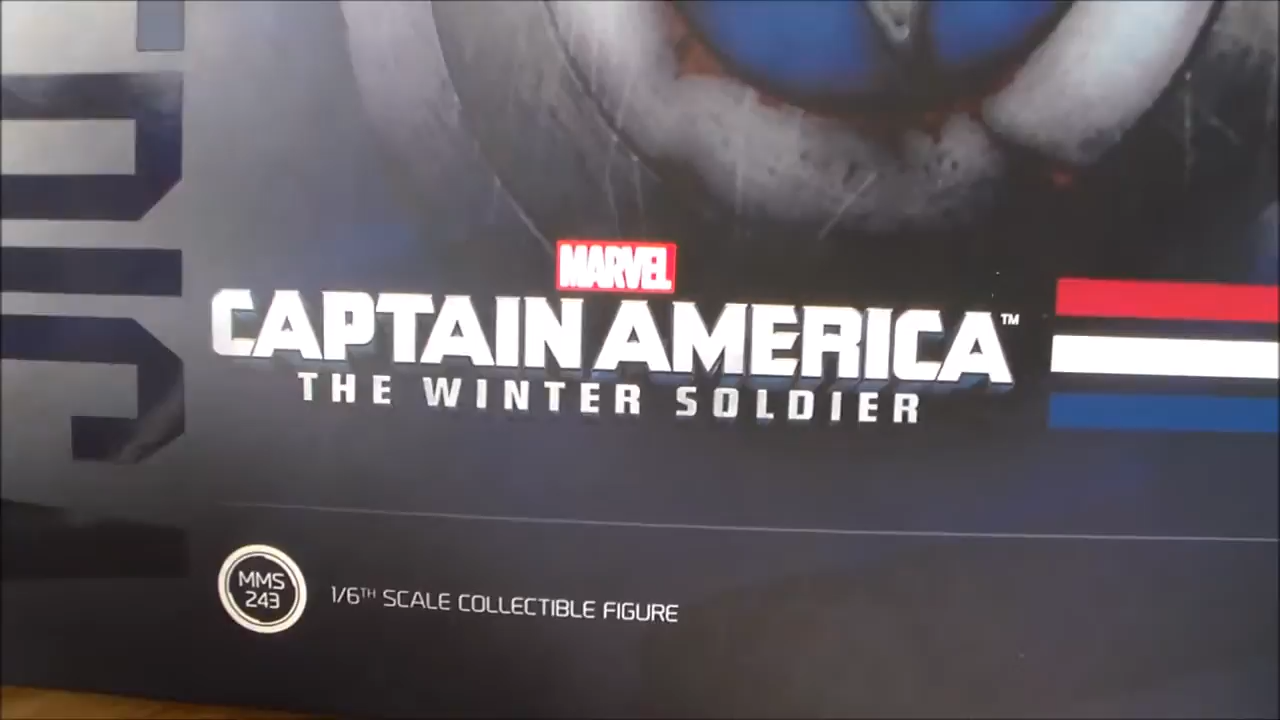 MARVEL
CAPTAIN AMERICA™
THE WINTER SOLDIER
MMS
243
1/6TH SCALE COLLECTIBLE FIGURE